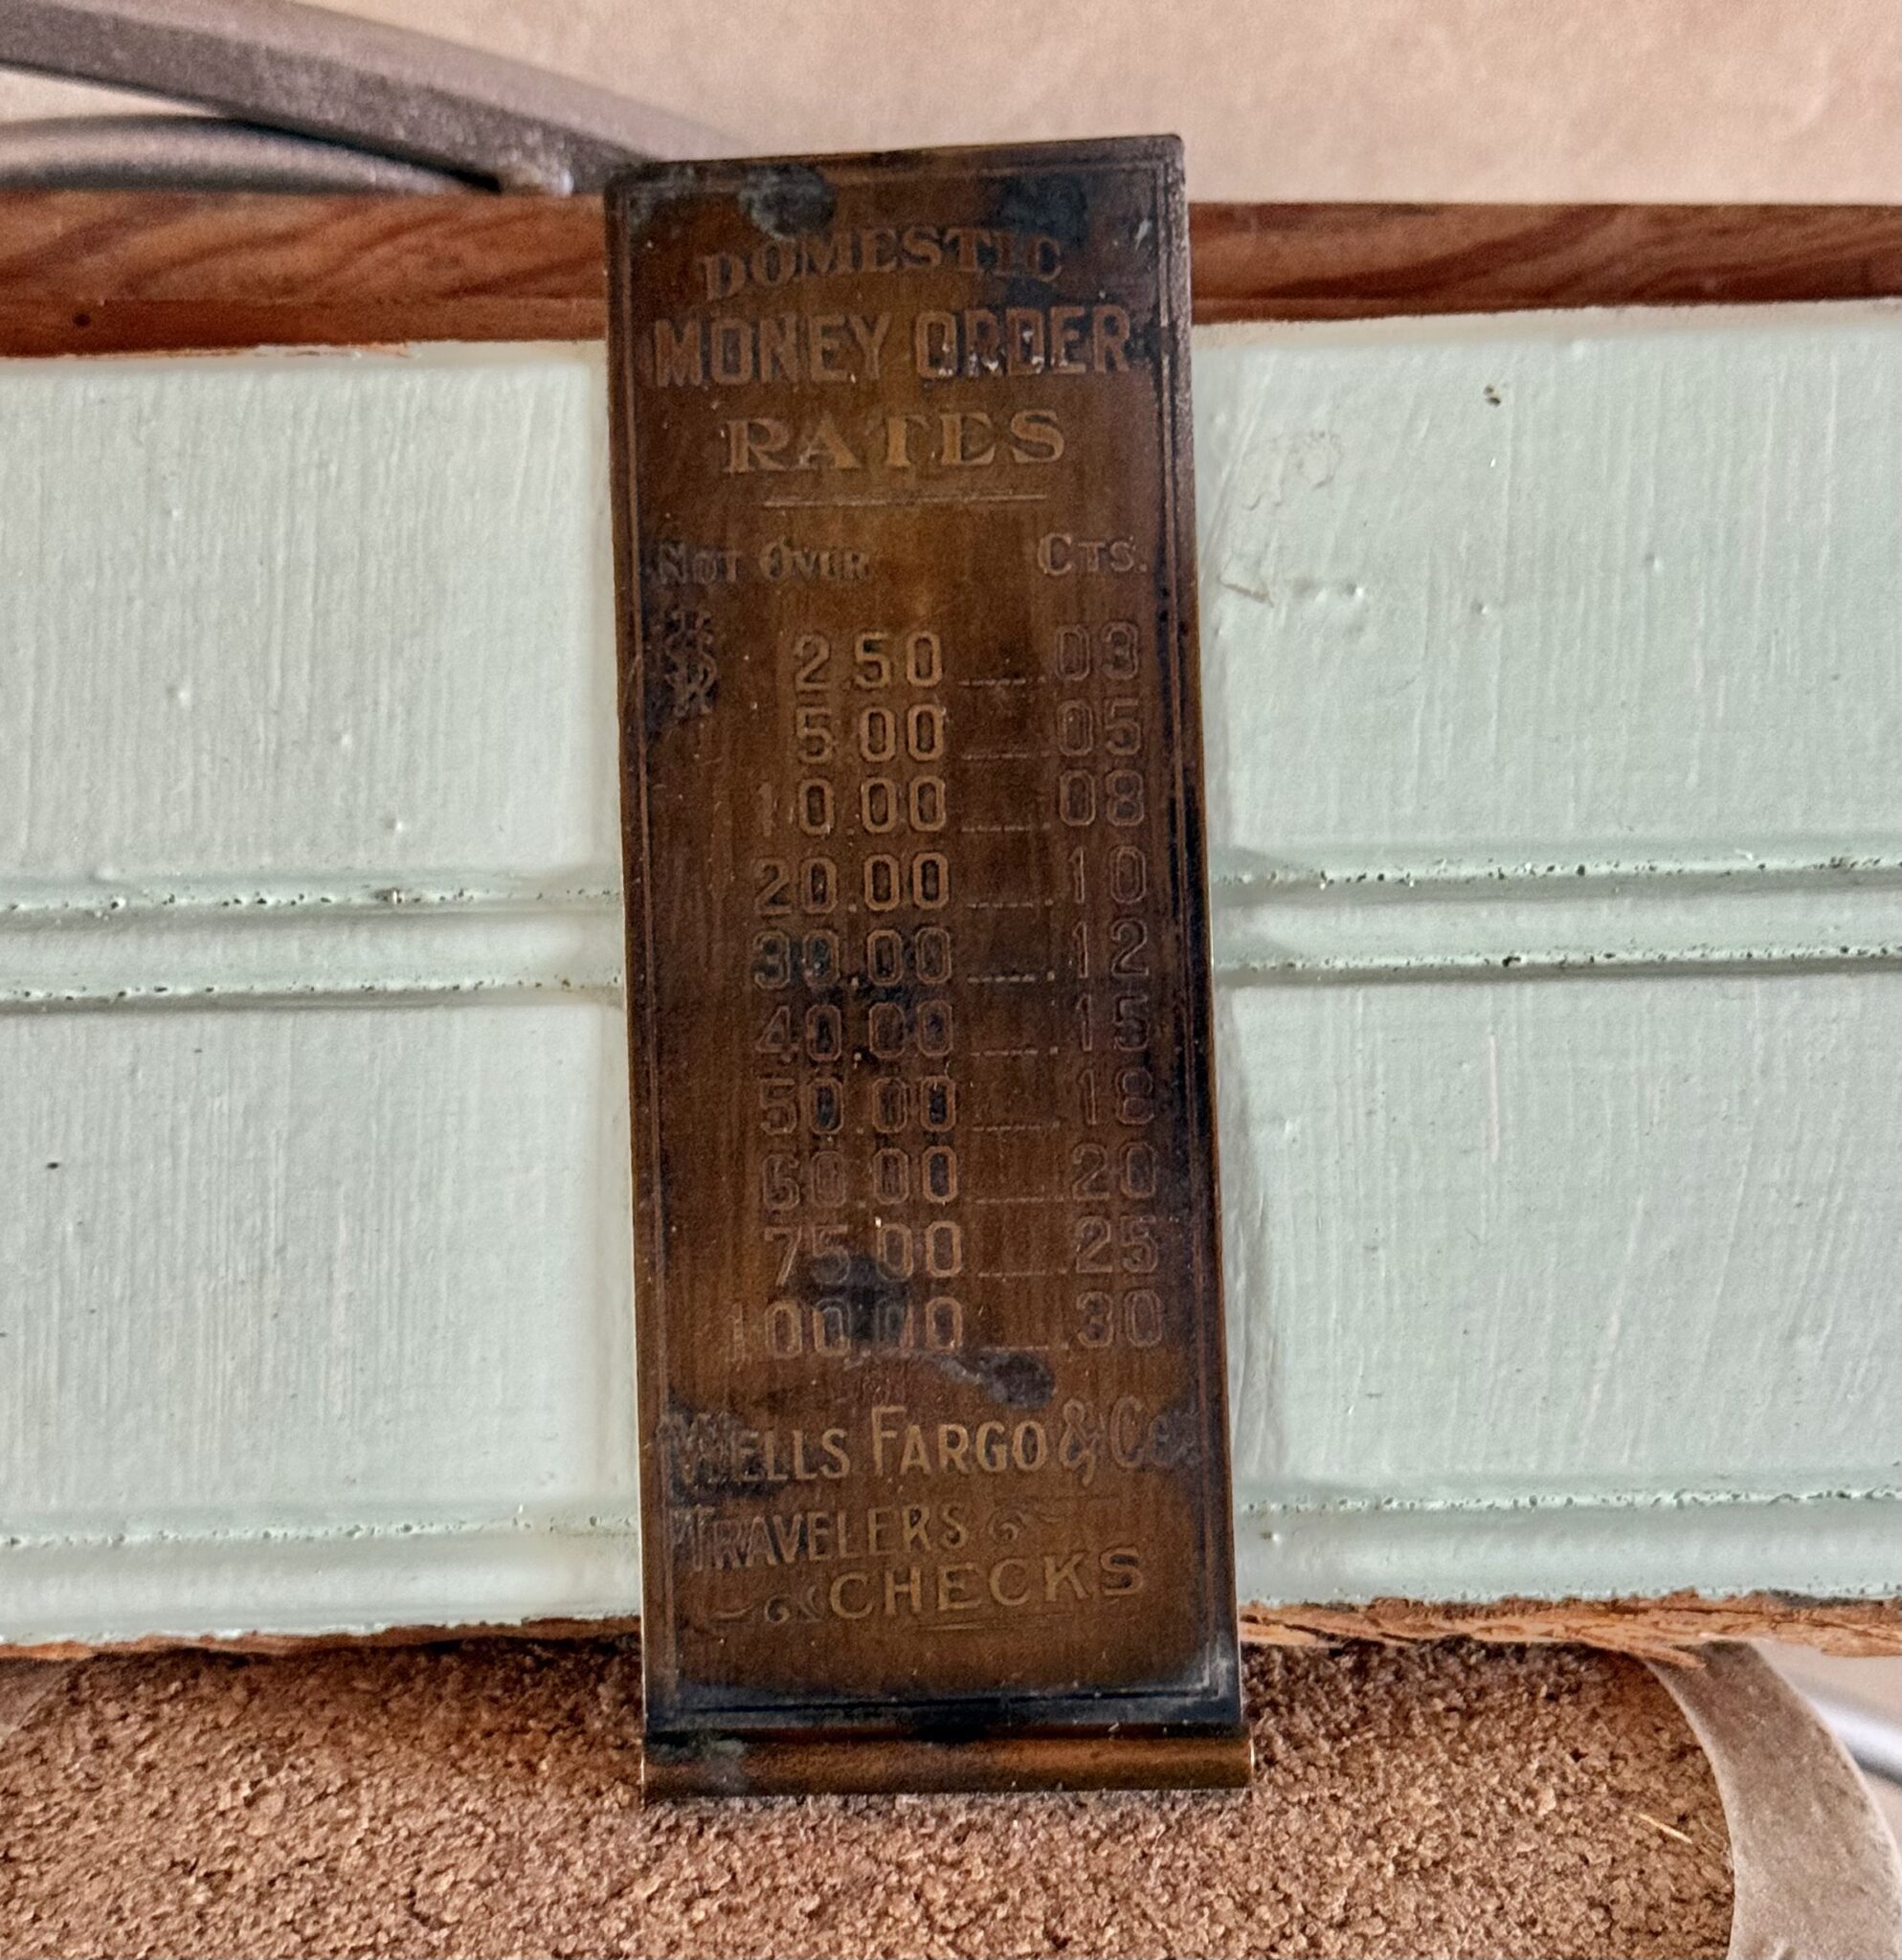 DOMESTIC
MONEY ORDER
RATES
NOT OVER CTS.
$ 2.50 ..... 03
5.00 ..... 05
10.00 ..... 08
20.00 ..... 10
30.00 ..... 12
40.00 ..... 15
50.00 ..... 18
60.00 ..... 20
75.00 ..... 25
100.00 ..... 30
WELLS FARGO & Co.
TRAVELERS
CHECKS